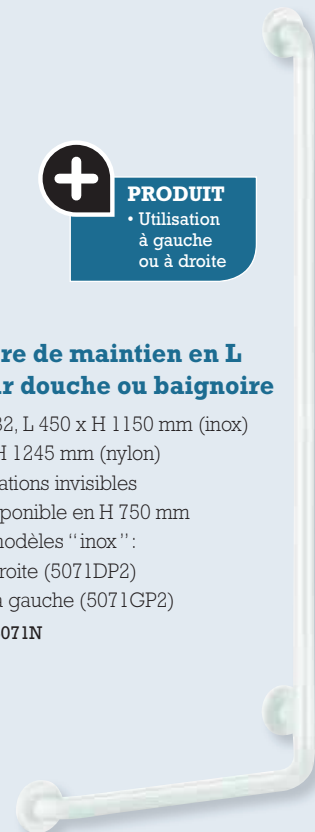 PRODUIT
• Utilisation
à gauche
ou à droite
re de maintien en L
r douche ou baignoire
32, L 450 x H 1150 mm (inox)
H 1245 mm (nylon)
ations invisibles
ponible en H 750 mm
modèles “inox”:
roite (5071DP2)
gauche (5071GP2)
071N